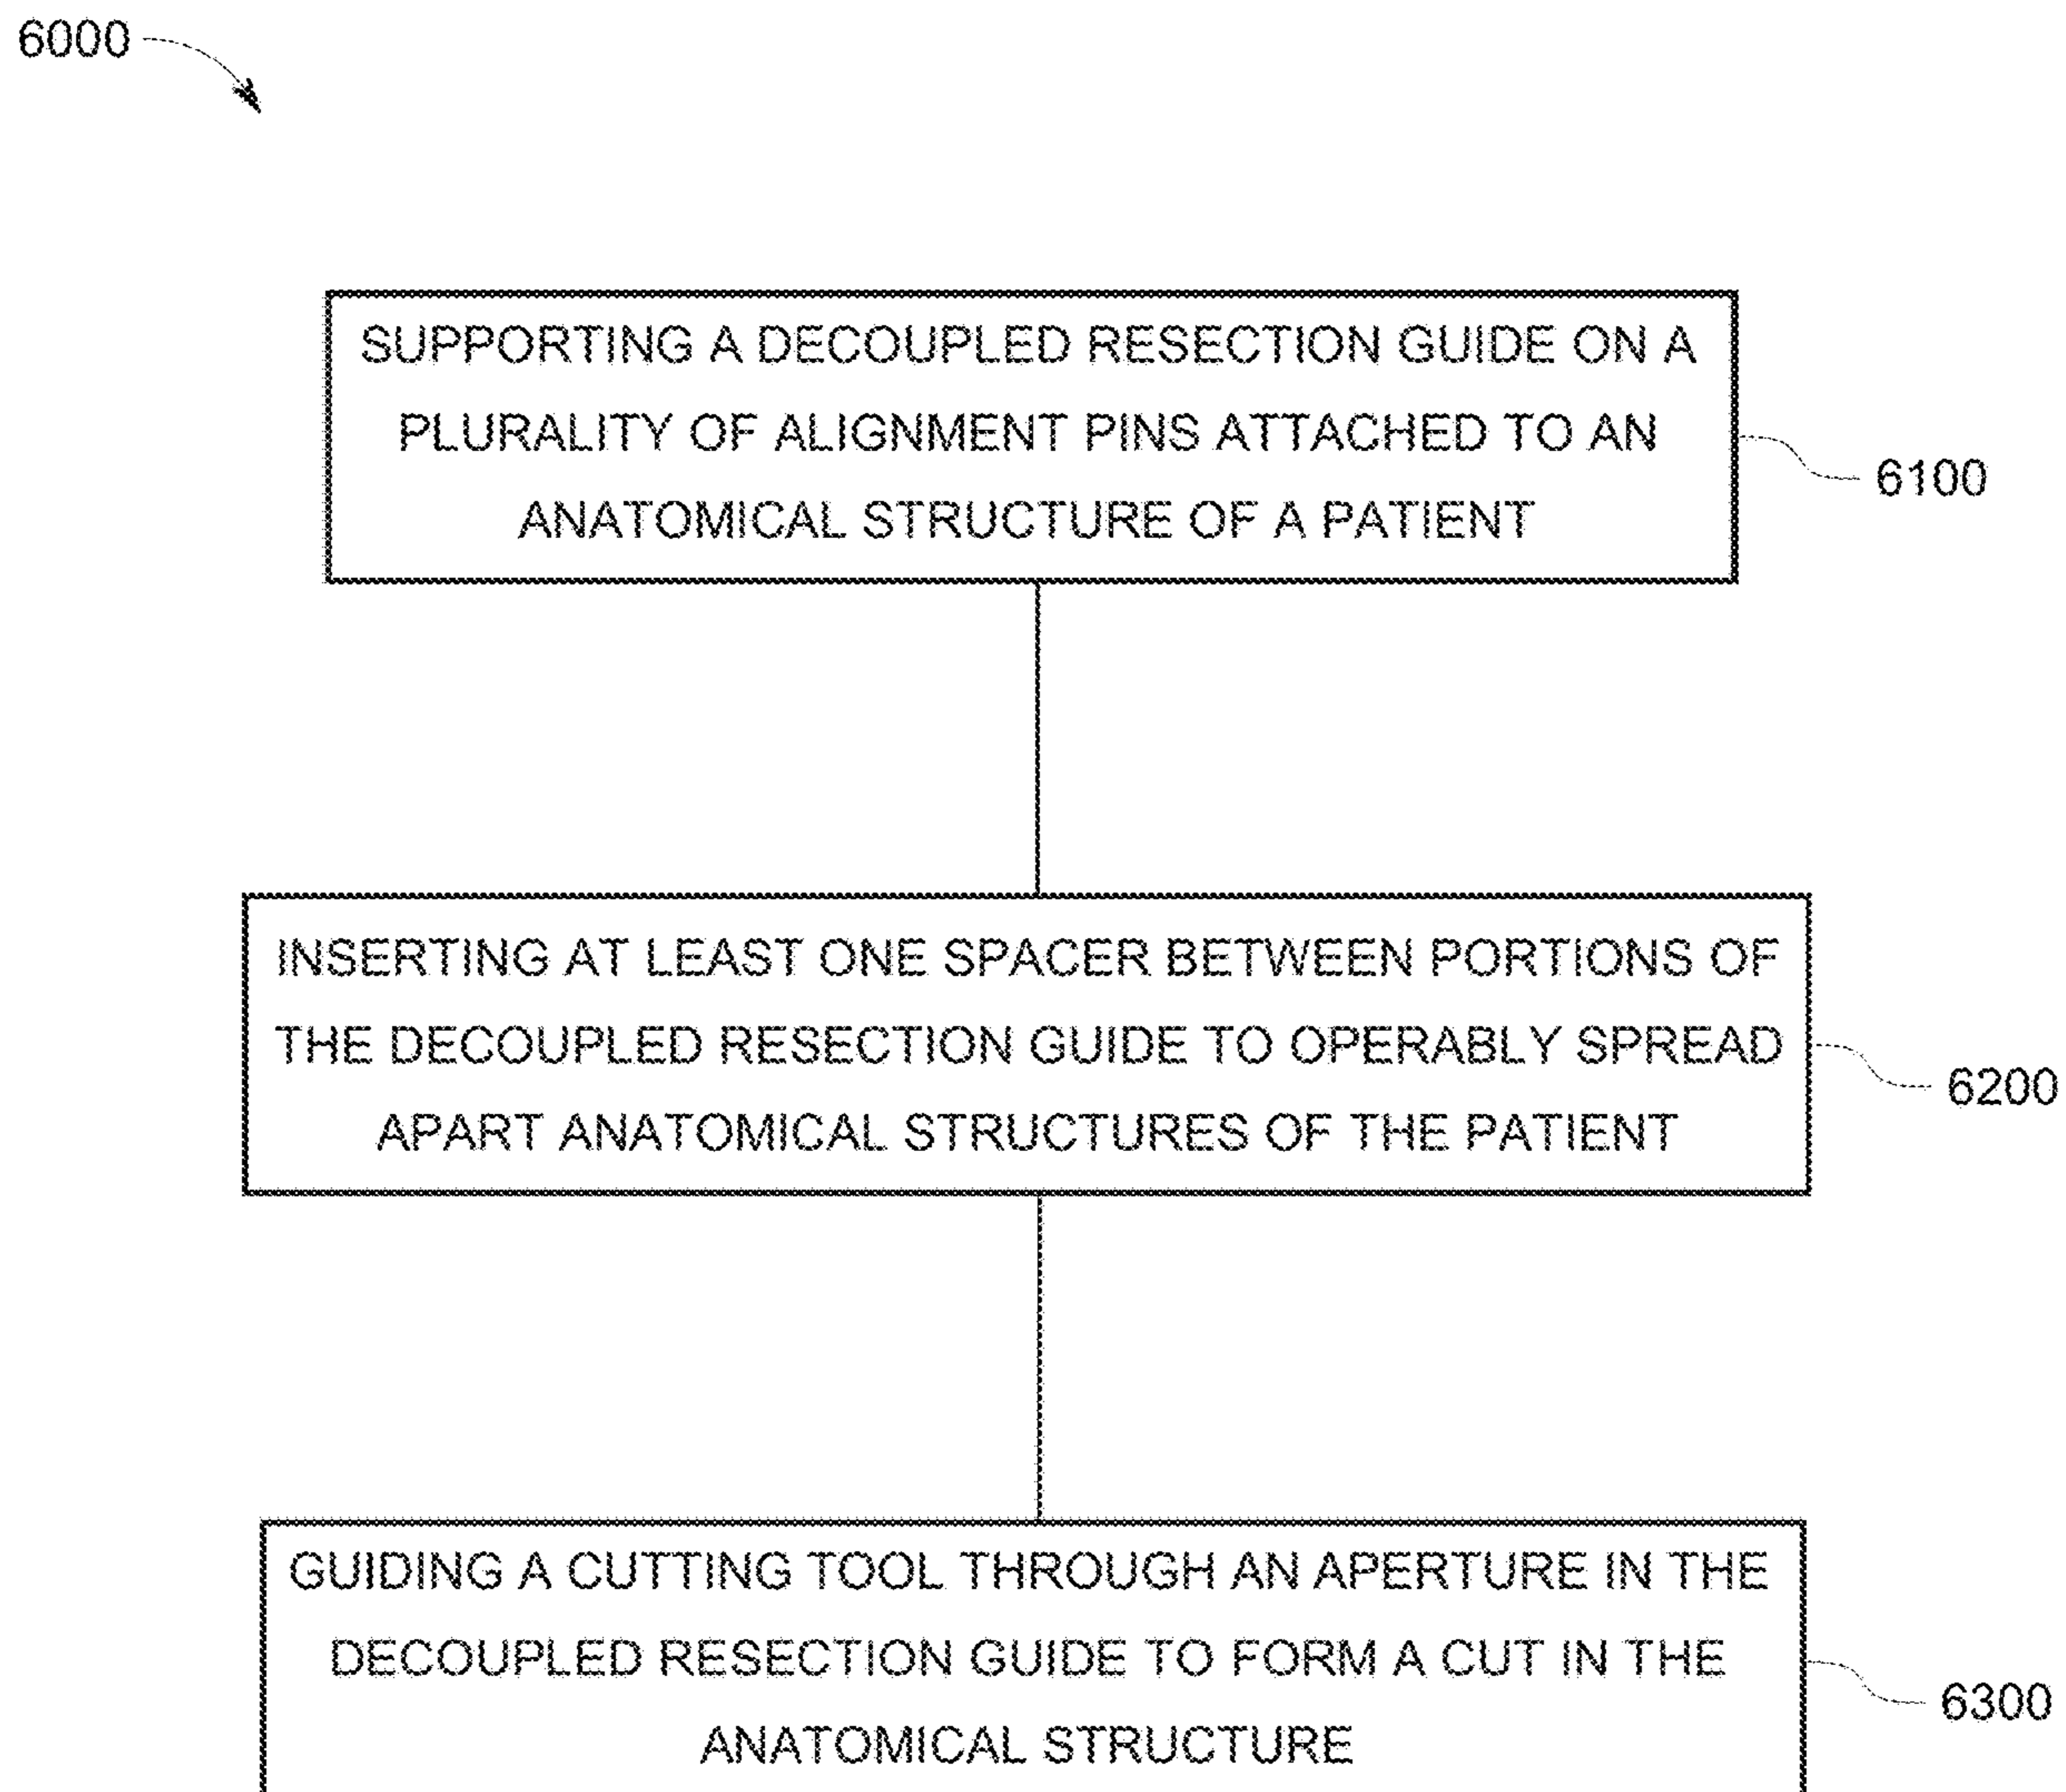 6000
SUPPORTING A DECOUPLED RESECTION GUIDE ON A
PLURALITY OF ALIGNMENT PINS ATTACHED TO AN
ANATOMICAL STRUCTURE OF A PATIENT
6100
INSERTING AT LEAST ONE SPACER BETWEEN PORTIONS OF
THE DECOUPLED RESECTION GUIDE TO OPERABLY SPREAD
APART ANATOMICAL STRUCTURES OF THE PATIENT
6200
GUIDING A CUTTING TOOL THROUGH AN APERTURE IN THE
DECOUPLED RESECTION GUIDE TO FORM A CUT IN THE
ANATOMICAL STRUCTURE
6300